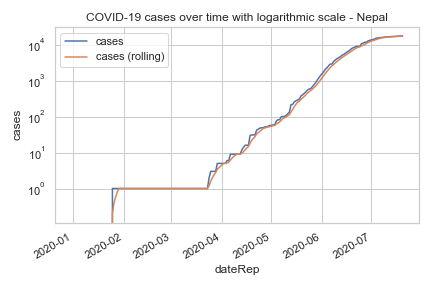 COVID-19 cases over time with logarithmic scale - Nepal
cases
cases (rolling)
10⁴
10³
10²
10¹
10⁰
cases
2020-01
2020-02
2020-03
2020-04
2020-05
2020-06
2020-07
dateRep